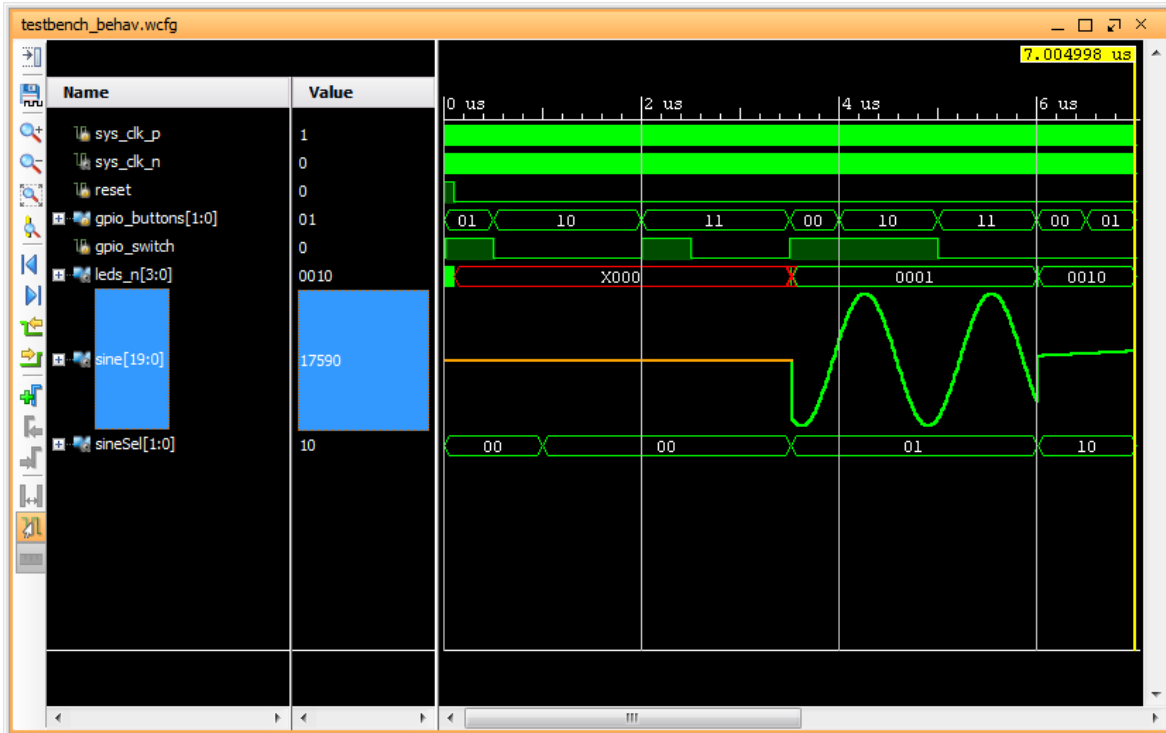 testbench_behav.wcfg
7.004998 us
Name Value
0 us 2 us 4 us 6 us
sys_clk_p 1
sys_clk_n 0
reset 0
gpio_buttons[1:0] 01 01 10 11 00 10 11 00 01
gpio_switch 0
leds_n[3:0] 0010 X000 0001 0010
sine[19:0] 17590
sineSel[1:0] 10 00 00 01 10